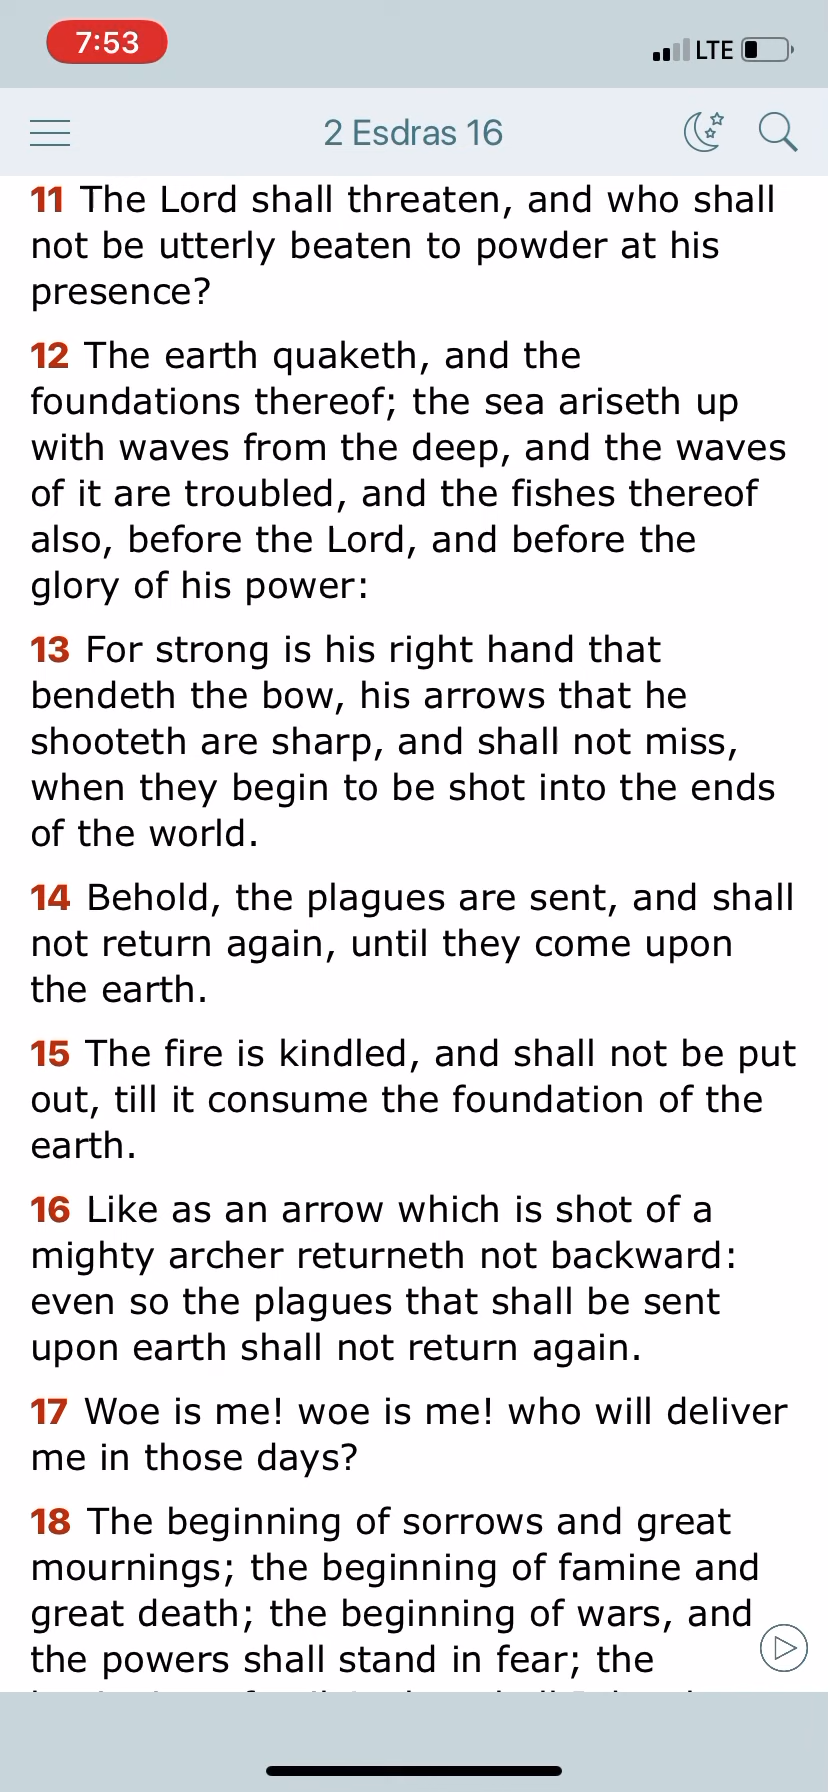 7:53
LTE
2 Esdras 16
11 The Lord shall threaten, and who shall
not be utterly beaten to powder at his
presence?
12 The earth quaketh, and the
foundations thereof; the sea ariseth up
with waves from the deep, and the waves
of it are troubled, and the fishes thereof
also, before the Lord, and before the
glory of his power:
13 For strong is his right hand that
bendeth the bow, his arrows that he
shooteth are sharp, and shall not miss,
when they begin to be shot into the ends
of the world.
14 Behold, the plagues are sent, and shall
not return again, until they come upon
the earth.
15 The fire is kindled, and shall not be put
out, till it consume the foundation of the
earth.
16 Like as an arrow which is shot of a
mighty archer returneth not backward:
even so the plagues that shall be sent
upon earth shall not return again.
17 Woe is me! woe is me! who will deliver
me in those days?
18 The beginning of sorrows and great
mournings; the beginning of famine and
great death; the beginning of wars, and
the powers shall stand in fear; the